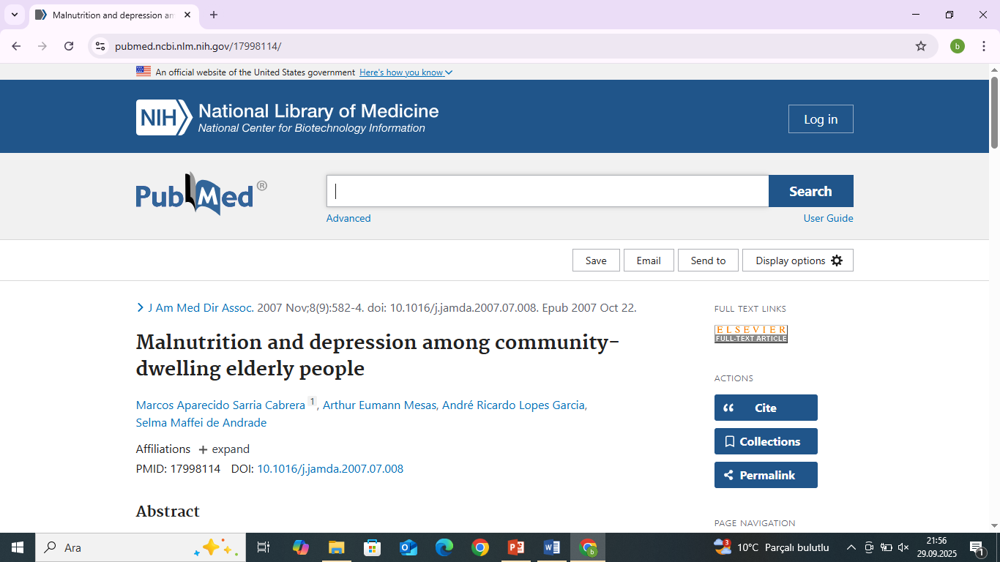 Malnutrition and depression am
pubmed.ncbi.nlm.nih.gov/17998114/
b
An official website of the United States government Here's how you know
NIH National Library of Medicine
National Center for Biotechnology Information
Log in
PubMed®
Search
Advanced
User Guide
Save
Email
Send to
Display options
J Am Med Dir Assoc. 2007 Nov;8(9):582-4. doi: 10.1016/j.jamda.2007.07.008. Epub 2007 Oct 22.
Malnutrition and depression among community-
dwelling elderly people
Marcos Aparecido Sarria Cabrera 1, Arthur Eumann Mesas, André Ricardo Lopes Garcia,
Selma Maffei de Andrade
Affiliations + expand
PMID: 17998114 DOI: 10.1016/j.jamda.2007.07.008
Abstract
FULL TEXT LINKS
ELSEVIER
FULL-TEXT ARTICLE
ACTIONS
Cite
Collections
Permalink
PAGE NAVIGATION
Ara
3
10°C Parçalı bulutlu
21:56
29.09.2025
1